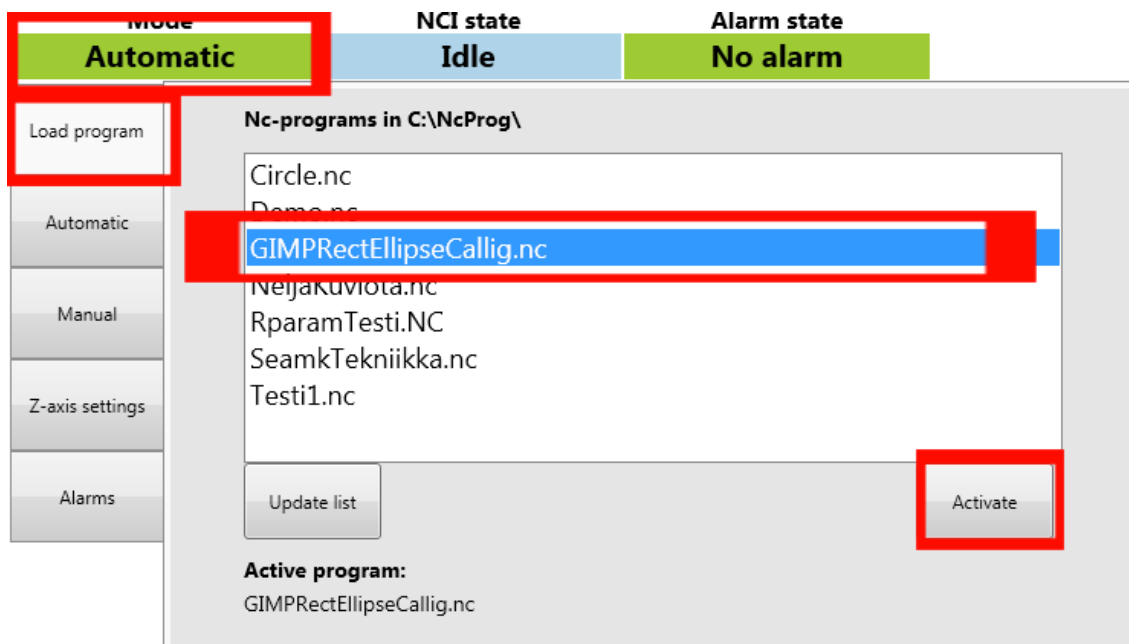 Mode NCI state Alarm state
Automatic Idle No alarm
Load program
Automatic
Manual
Z-axis settings
Alarms
Nc-programs in C:\NcProg\
Circle.nc
Demo.nc
GIMPRectEllipseCallig.nc
NeljaKuviota.nc
RparamTesti.NC
SeamkTekniikka.nc
Testi1.nc
Update list
Activate
Active program:
GIMPRectEllipseCallig.nc